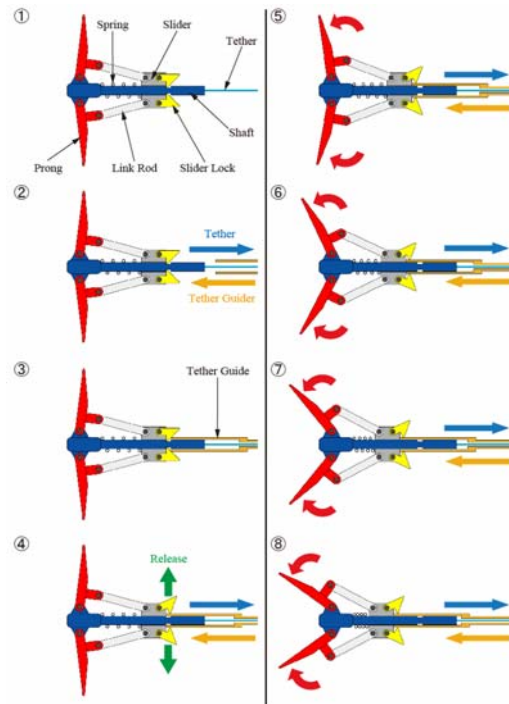 ①
Spring
Slider
Tether
Shaft
Prong
Link Rod
Slider Lock
②
Tether
Tether Guider
③
Tether Guide
④
Release
⑤
⑥
⑦
⑧